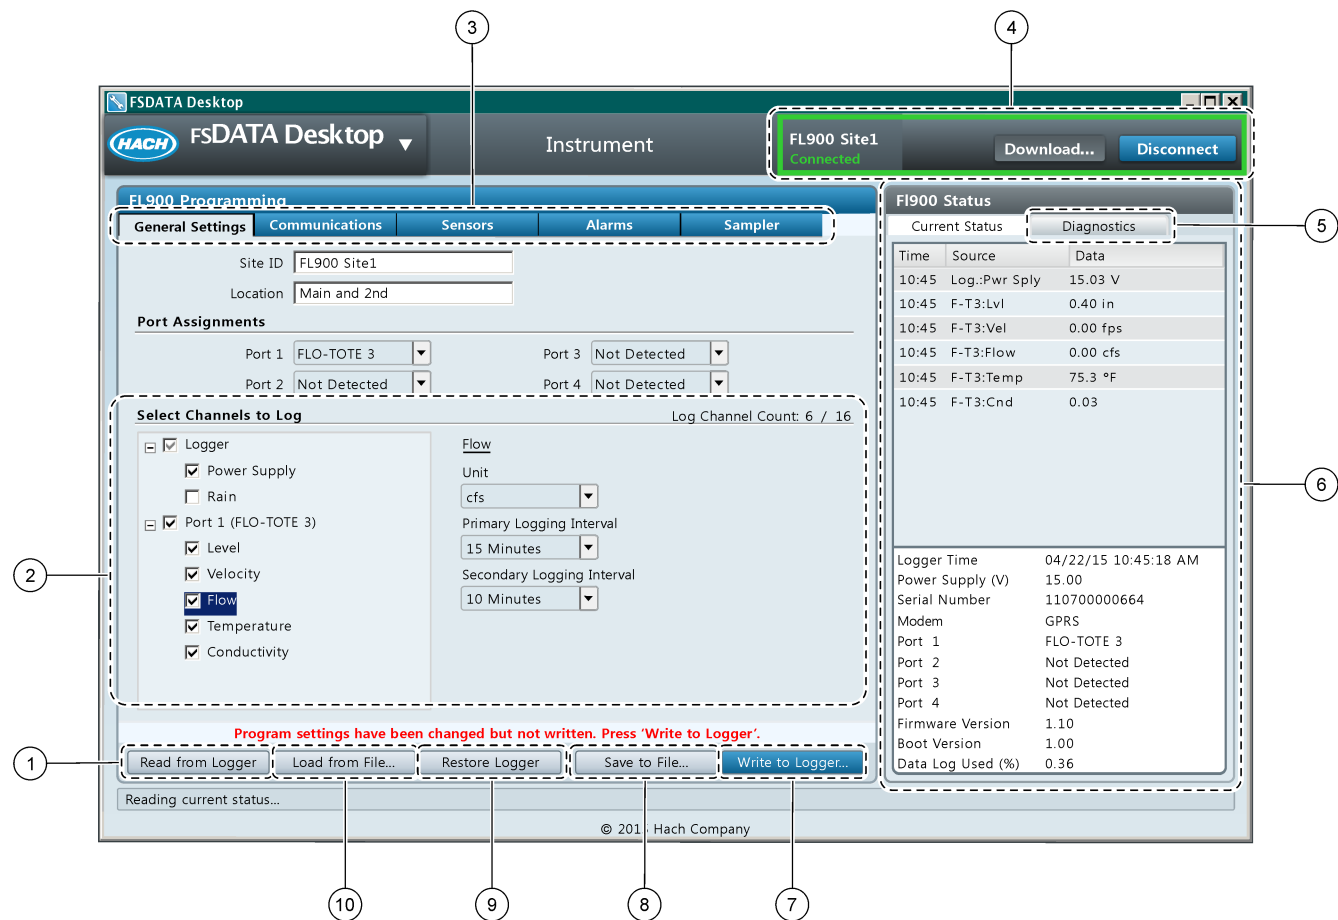 3
4
FSDATA Desktop
HACH
FSDATA Desktop
Instrument
FL900 Site1
Connected
Download...
Disconnect
FL900 Programming
General Settings
Communications
Sensors
Alarms
Sampler
Site ID
FL900 Site1
Location
Main and 2nd
Port Assignments
Port 1
FLO-TOTE 3
Port 3
Not Detected
Port 2
Not Detected
Port 4
Not Detected
Select Channels to Log
Log Channel Count: 6 / 16
Logger
Power Supply
Rain
Port 1 (FLO-TOTE 3)
Level
Velocity
Flow
Temperature
Conductivity
Flow
Unit
cfs
Primary Logging Interval
15 Minutes
Secondary Logging Interval
10 Minutes
Program settings have been changed but not written. Press ‘Write to Logger’.
Read from Logger
Load from File...
Restore Logger
Save to File...
Write to Logger...
Reading current status...
Fl900 Status
Current Status
Diagnostics
Time Source Data
10:45 Log.:Pwr Sply 15.03 V
10:45 F-T3:Lvl 0.40 in
10:45 F-T3:Vel 0.00 fps
10:45 F-T3:Flow 0.00 cfs
10:45 F-T3:Temp 75.3 °F
10:45 F-T3:Cnd 0.03
Logger Time 04/22/15 10:45:18 AM
Power Supply (V) 15.00
Serial Number 110700000664
Modem GPRS
Port 1 FLO-TOTE 3
Port 2 Not Detected
Port 3 Not Detected
Port 4 Not Detected
Firmware Version 1.10
Boot Version 1.00
Data Log Used (%) 0.36
5
6
2
1
© Hach Company
10
9
8
7